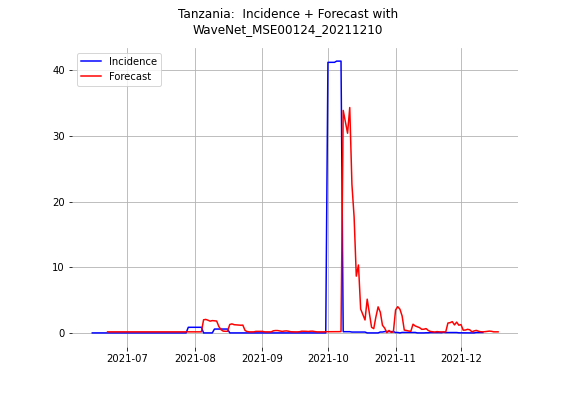 Tanzania:  Incidence + Forecast with
WaveNet_MSE00124_20211210
Incidence
Forecast
40
30
20
10
0
2021-07 2021-08 2021-09 2021-10 2021-11 2021-12